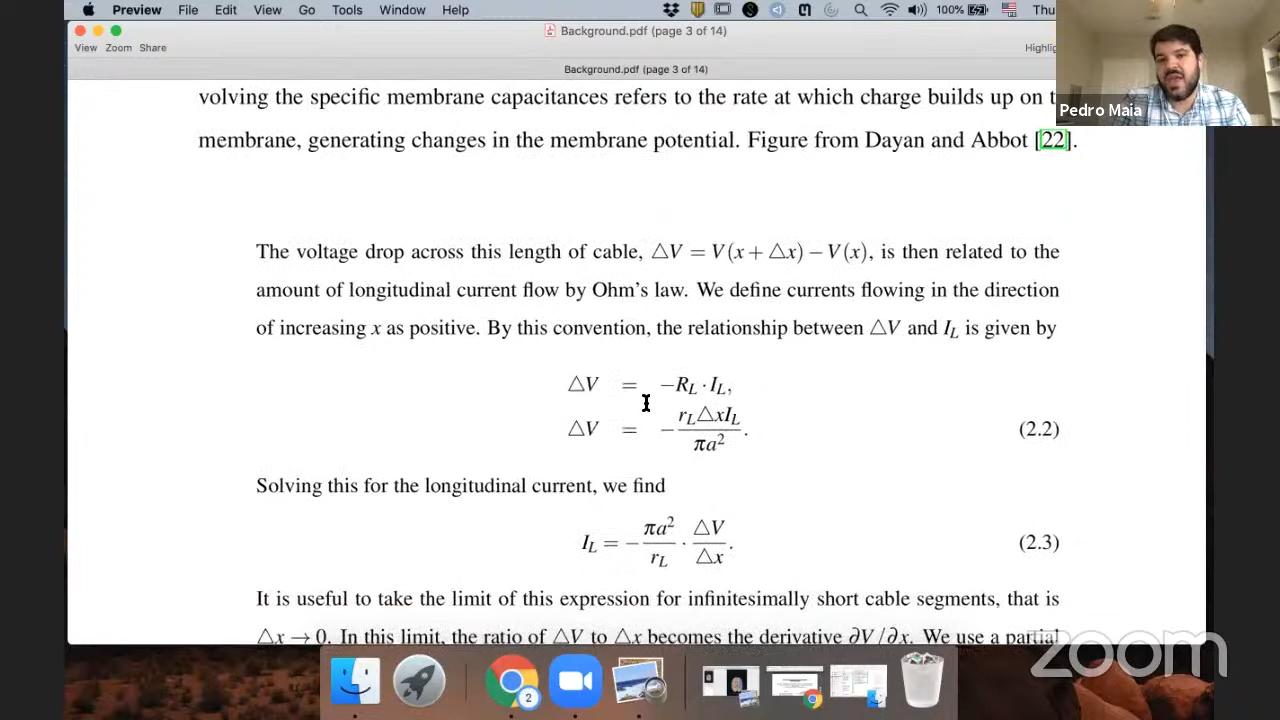 Preview File Edit View Go Tools Window Help 100% Thu
Background.pdf (page 3 of 14)
View Zoom Share Highlig
Background.pdf (page 3 of 14)
Pedro Maia
volving the specific membrane capacitances refers to the rate at which charge builds up on t
membrane, generating changes in the membrane potential. Figure from Dayan and Abbot [22].
The voltage drop across this length of cable, △V = V(x + △x) − V(x), is then related to the
amount of longitudinal current flow by Ohm's law. We define currents flowing in the direction
of increasing x as positive. By this convention, the relationship between △V and I_L is given by
△V = −R_L · I_L,
△V = − r_L△xI_L / πa² . (2.2)
Solving this for the longitudinal current, we find
I_L = − πa² / r_L · △V / △x . (2.3)
It is useful to take the limit of this expression for infinitesimally short cable segments, that is
△x → 0. In this limit, the ratio of △V to △x becomes the derivative ∂V/∂x. We use a partial
zoom
2